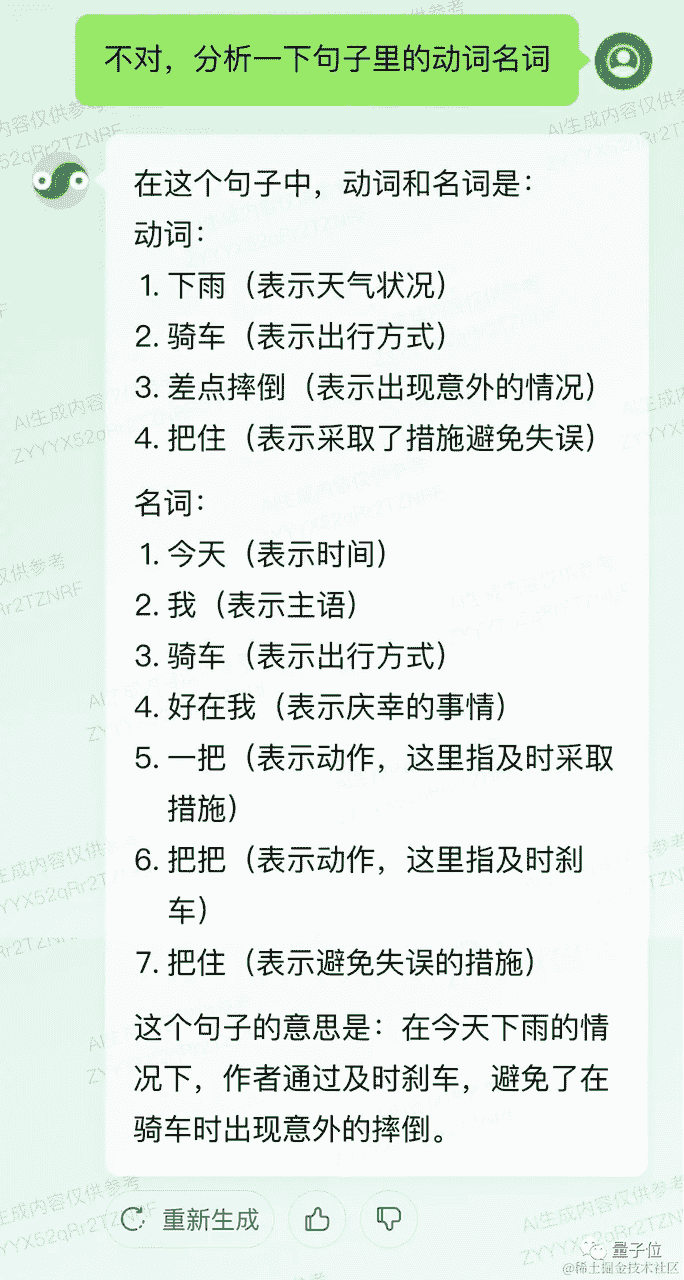 不对，分析一下句子里的动词名词
在这个句子中，动词和名词是：
动词：
1. 下雨（表示天气状况）
2. 骑车（表示出行方式）
3. 差点摔倒（表示出现意外的情况）
4. 把住（表示采取了措施避免失误）
名词：
1. 今天（表示时间）
2. 我（表示主语）
3. 骑车（表示出行方式）
4. 好在我（表示庆幸的事情）
5. 一把（表示动作，这里指及时采取
措施）
6. 把把（表示动作，这里指及时刹
车）
7. 把住（表示避免失误的措施）
这个句子的意思是：在今天下雨的情
况下，作者通过及时刹车，避免了在
骑车时出现意外的摔倒。
重新生成
量子位
@稀土掘金技术社区